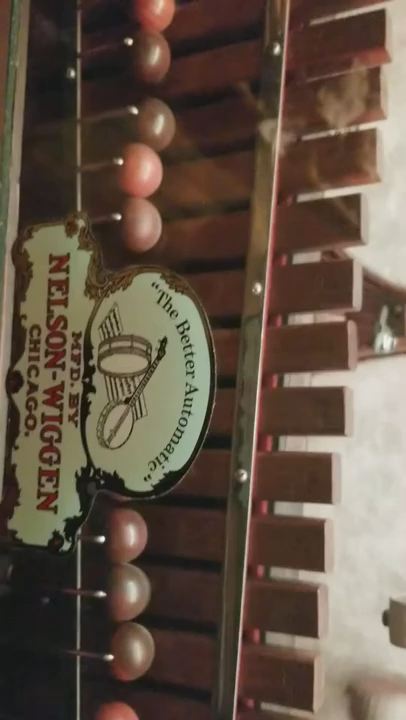 "The Better Automatic"
MFD. BY
NELSON-WIGGEN
CHICAGO.